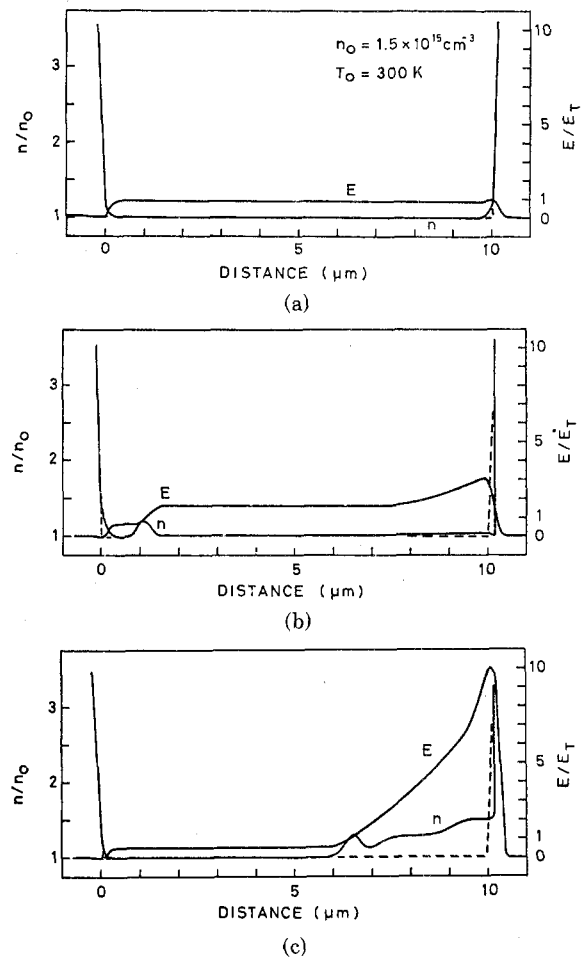 n/n₀
3
2
1
n₀ = 1.5 × 10¹⁵ cm⁻³
T₀ = 300 K
10
5
1
0
E/E_T
E
n
0 5 10
DISTANCE (μm)
(a)
n/n₀
3
2
1
10
5
1
0
E/E_T
E
n
0 5 10
DISTANCE (μm)
(b)
n/n₀
3
2
1
10
5
1
0
E/E_T
E
n
0 5 10
DISTANCE (μm)
(c)